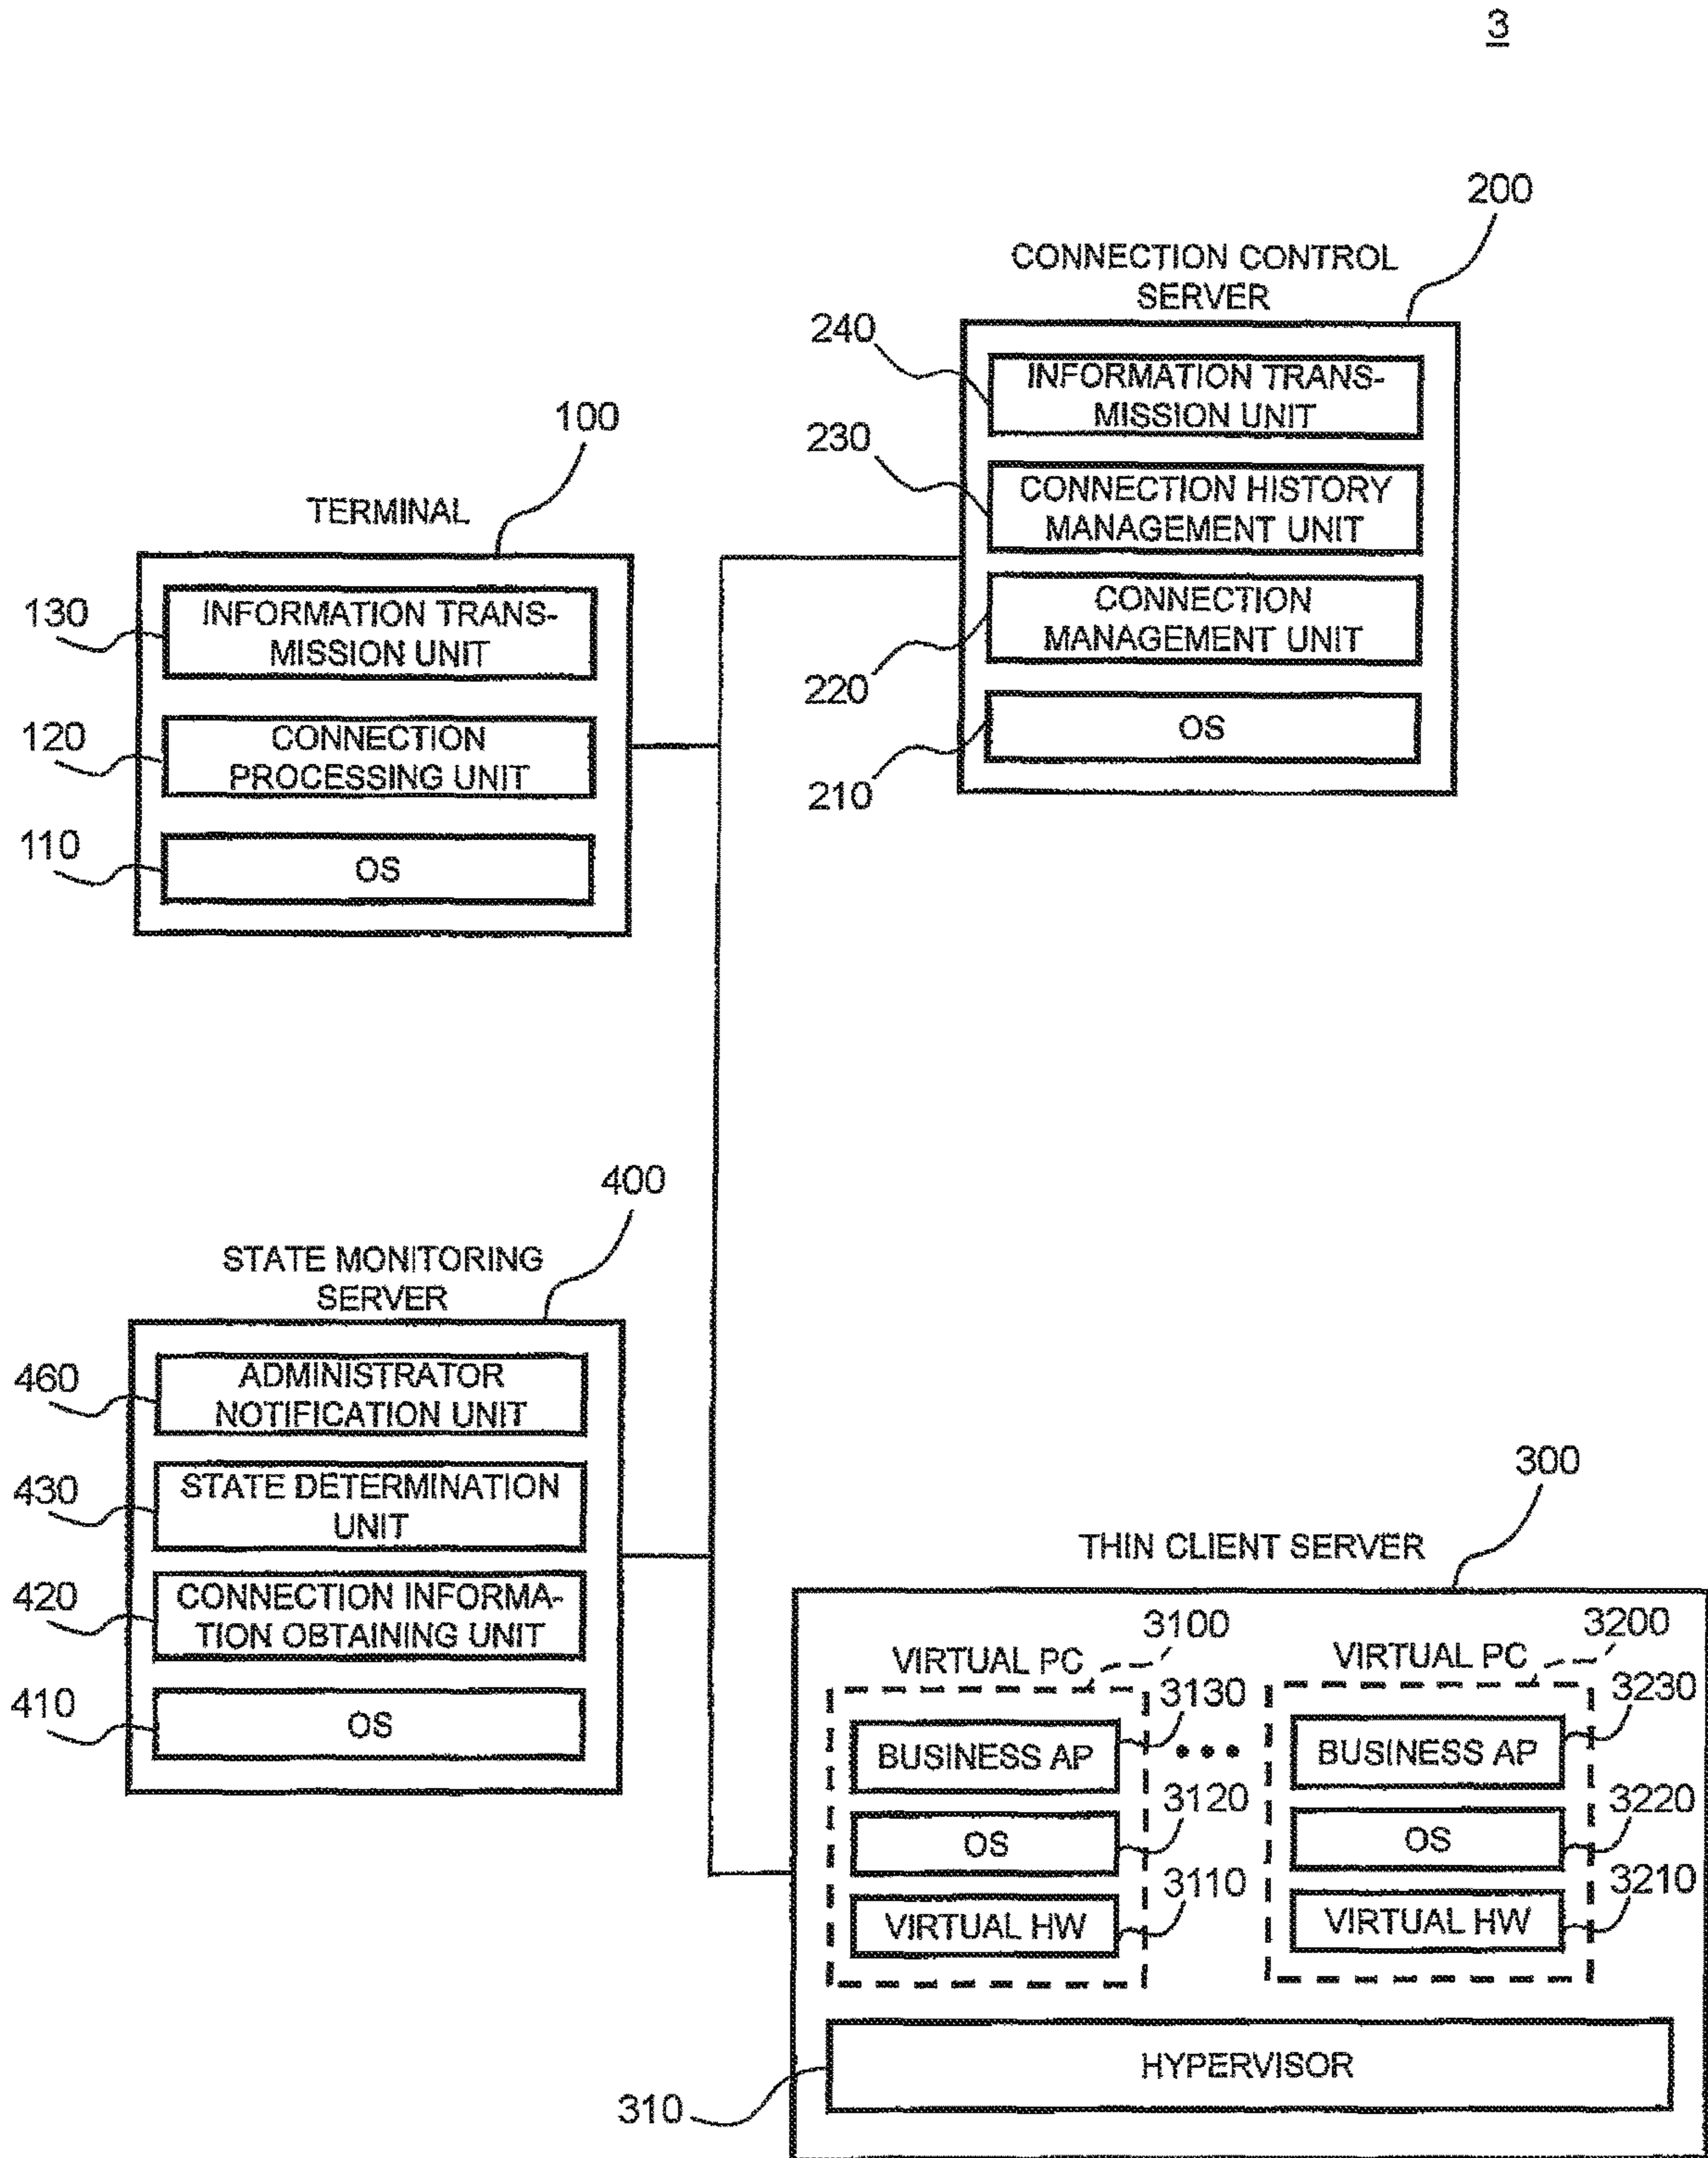 3
200
CONNECTION CONTROL
SERVER
240
INFORMATION TRANS-
MISSION UNIT
230
CONNECTION HISTORY
MANAGEMENT UNIT
CONNECTION
MANAGEMENT UNIT
220
OS
210
100
TERMINAL
130
INFORMATION TRANS-
MISSION UNIT
120
CONNECTION
PROCESSING UNIT
110
OS
400
STATE MONITORING
SERVER
460
ADMINISTRATOR
NOTIFICATION UNIT
430
STATE DETERMINATION
UNIT
420
CONNECTION INFORMA-
TION OBTAINING UNIT
410
OS
300
THIN CLIENT SERVER
3100
VIRTUAL PC
3130
BUSINESS AP
3120
OS
3110
VIRTUAL HW
•••
3200
VIRTUAL PC
3230
BUSINESS AP
3220
OS
3210
VIRTUAL HW
HYPERVISOR
310